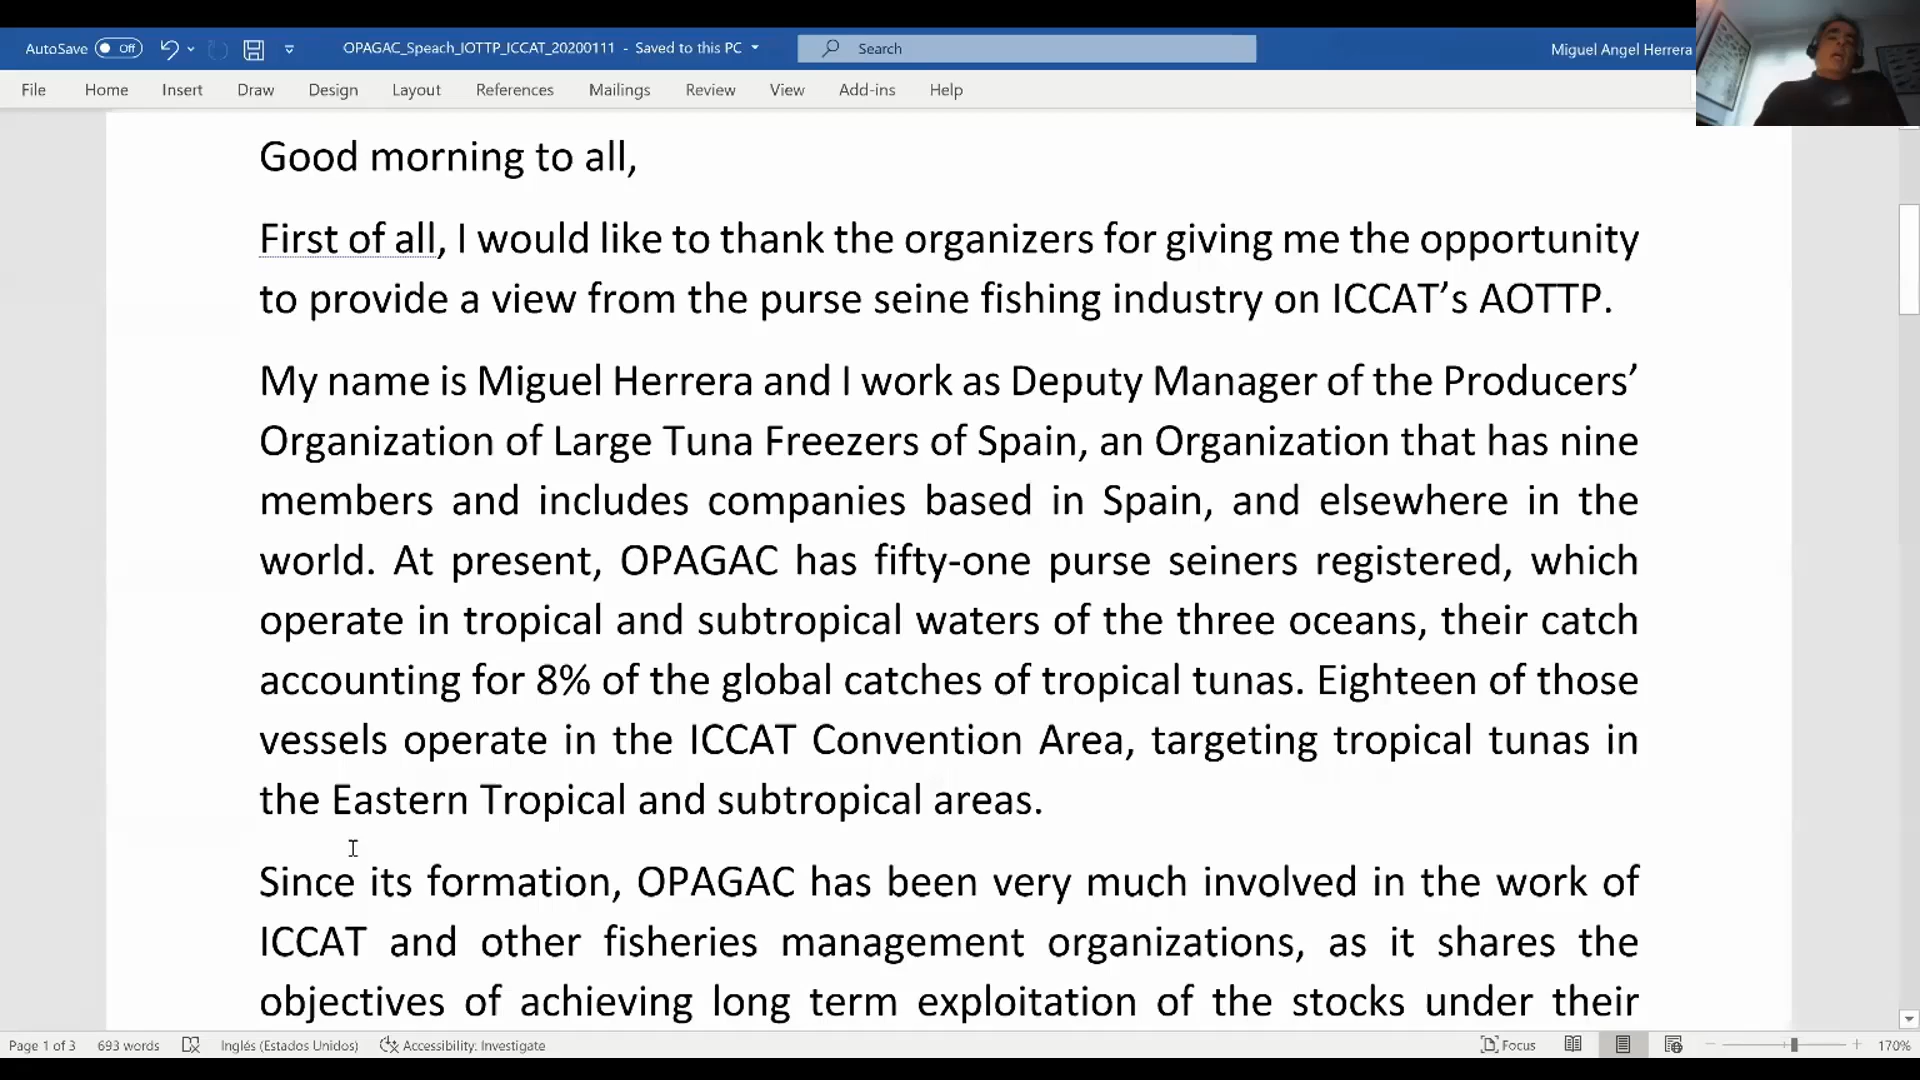 AutoSave Off OPAGAC_Speach_IOTTP_ICCAT_20200111 - Saved to this PC Search Miguel Angel Herrera
File Home Insert Draw Design Layout References Mailings Review View Add-ins Help
Good morning to all,
First of all, I would like to thank the organizers for giving me the opportunity
to provide a view from the purse seine fishing industry on ICCAT’s AOTTP.
My name is Miguel Herrera and I work as Deputy Manager of the Producers’
Organization of Large Tuna Freezers of Spain, an Organization that has nine
members and includes companies based in Spain, and elsewhere in the
world. At present, OPAGAC has fifty-one purse seiners registered, which
operate in tropical and subtropical waters of the three oceans, their catch
accounting for 8% of the global catches of tropical tunas. Eighteen of those
vessels operate in the ICCAT Convention Area, targeting tropical tunas in
the Eastern Tropical and subtropical areas.
Since its formation, OPAGAC has been very much involved in the work of
ICCAT and other fisheries management organizations, as it shares the
objectives of achieving long term exploitation of the stocks under their
Page 1 of 3 693 words Inglés (Estados Unidos) Accessibility: Investigate Focus 170%